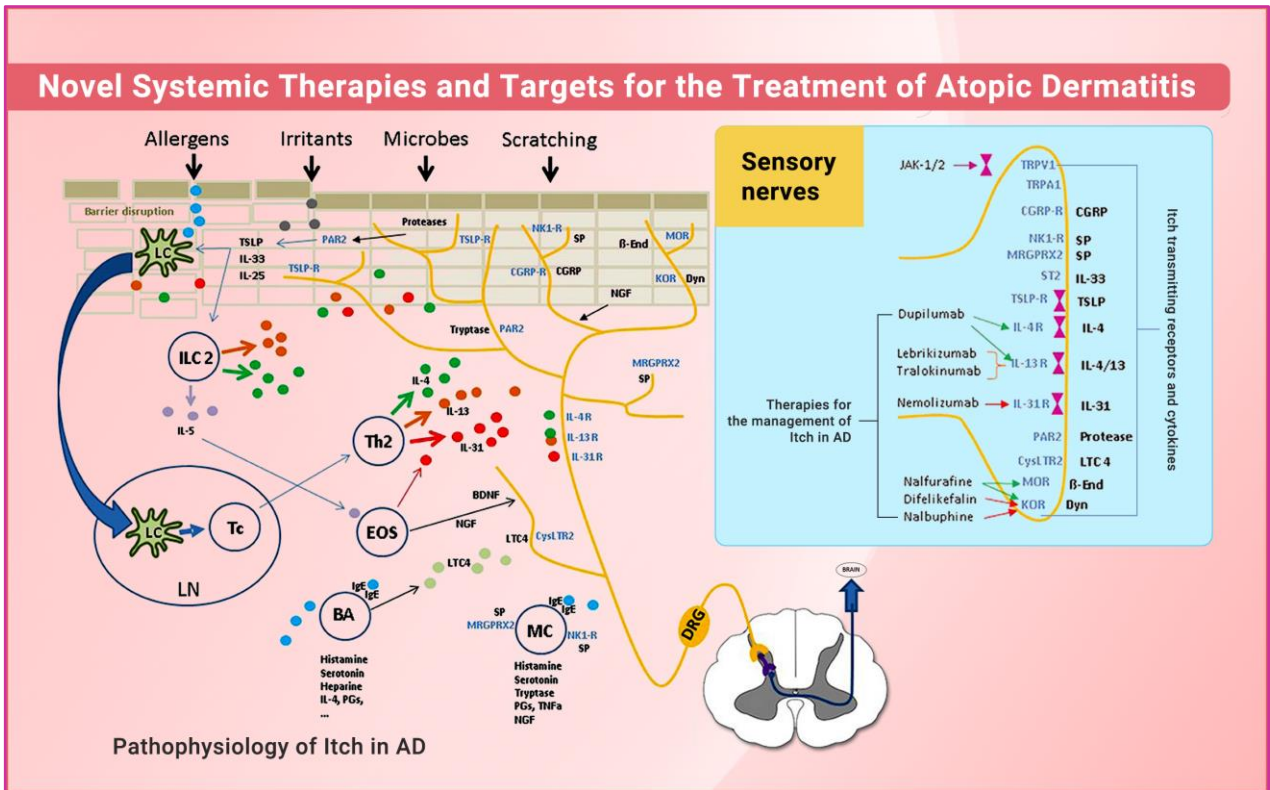 Novel Systemic Therapies and Targets for the Treatment of Atopic Dermatitis
Allergens
Irritants
Microbes
Scratching
Barrier disruption
LC
TSLP
IL-33
IL-25
PAR2
Proteases
TSLP-R
TSLP-R
NK1-R
SP
CGRP-R
CGRP
ß-End
MOR
KOR
Dyn
NGF
Tryptase
PAR2
MRGPRX2
SP
ILC 2
IL-5
IL-4
IL-13
IL-31
Th2
IL-4R
IL-13R
IL-31R
LC
Tc
LN
EOS
BDNF
NGF
LTC4
CysLTR2
LTC4
IgE
IgE
BA
Histamine
Serotonin
Heparine
IL-4, PGs,
...
SP
MRGPRX2
IgE
IgE
MC
NK1-R
SP
Histamine
Serotonin
Tryptase
PGs, TNFa
NGF
DRG
BRAIN
Pathophysiology of Itch in AD
Sensory
nerves
JAK-1/2
TRPV1
TRPA1
CGRP-R CGRP
NK1-R SP
MRGPRX2 SP
ST2 IL-33
TSLP-R TSLP
Dupilumab
IL-4R IL-4
Lebrikizumab
Tralokinumab
IL-13 R IL-4/13
Nemolizumab
IL-31R IL-31
Therapies for
the management of
Itch in AD
PAR2 Protease
CysLTR2 LTC 4
Nalfurafine
MOR ß-End
Difelikefalin
KOR Dyn
Nalbuphine
Itch transmitting receptors and cytokines